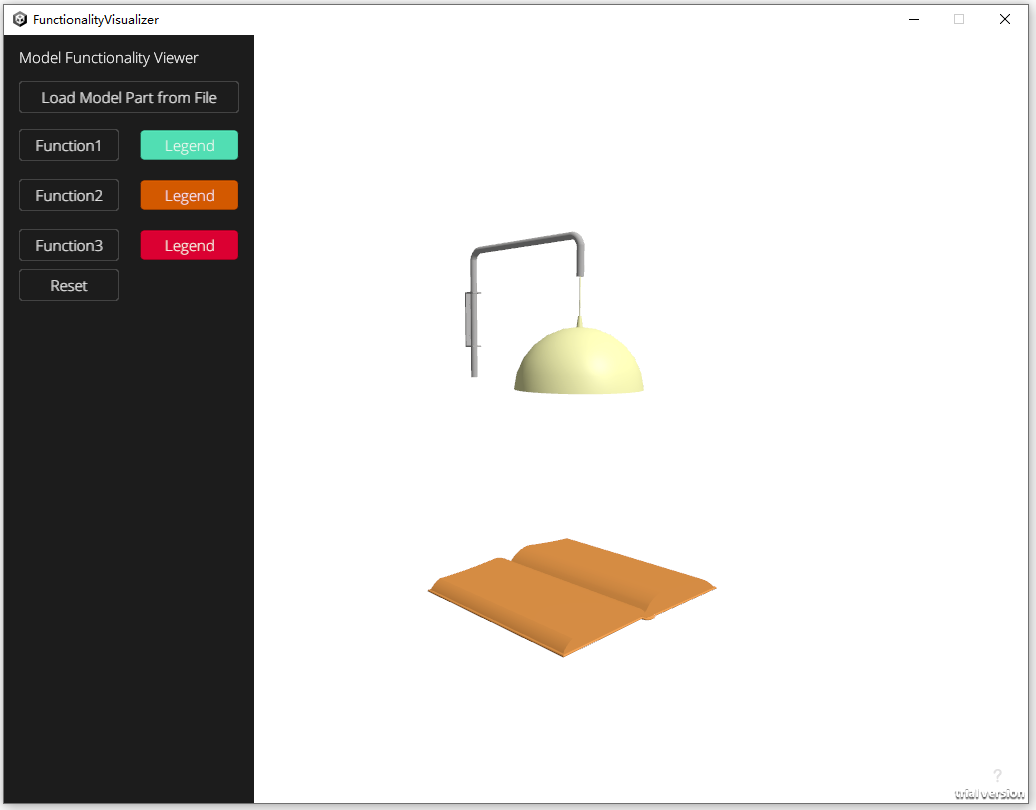 FunctionalityVisualizer
Model Functionality Viewer
Load Model Part from File
Function1 Legend
Function2 Legend
Function3 Legend
Reset
?
trial version